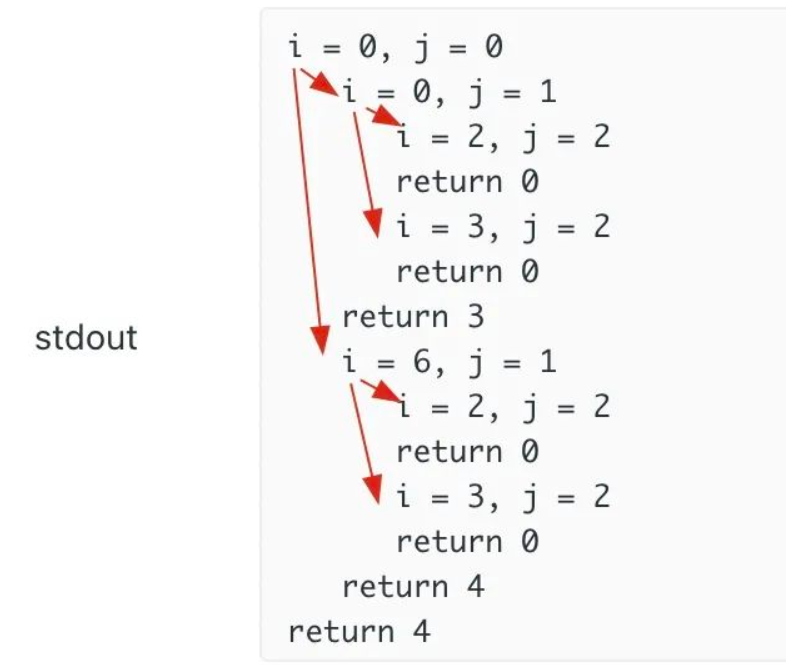 i = 0, j = 0
i = 0, j = 1
i = 2, j = 2
return 0
i = 3, j = 2
return 0
return 3
stdout
i = 6, j = 1
i = 2, j = 2
return 0
i = 3, j = 2
return 0
return 4
return 4